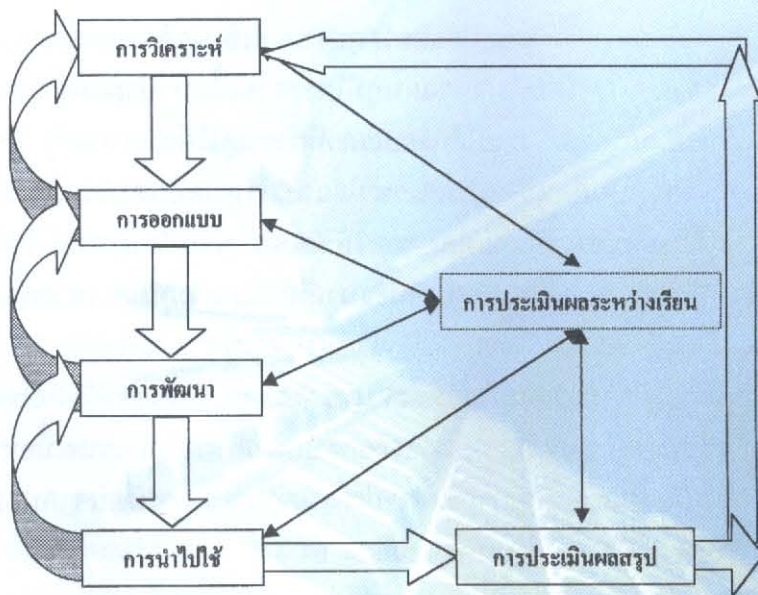 การวิเคราะห์
การออกแบบ
การประเมินผลระหว่างเรียน
การพัฒนา
การนำไปใช้
การประเมินผลสรุป